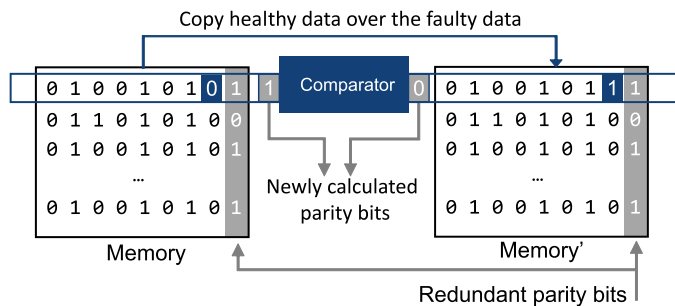 Copy healthy data over the faulty data
0 1 0 0 1 0 1 0 1 1 Comparator 0 0 1 0 0 1 0 1 1 1
0 1 1 0 1 0 1 0 0 0 1 1 0 1 0 1 0 0
0 1 0 0 1 0 1 0 1 0 1 0 0 1 0 1 0 1
... ...
0 1 0 0 1 0 1 0 1 0 1 0 0 1 0 1 0 1
Newly calculated
parity bits
Memory Memory’
Redundant parity bits